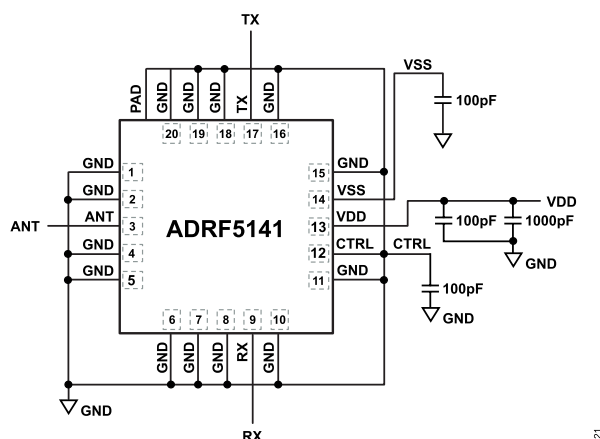 TX
PAD
GND
GND
GND
TX
GND
VSS
100pF
20
19
18
17
16
GND
1
15
GND
GND
2
14
VSS
ANT
ANT
3
ADRF5141
13
VDD
100pF
1000pF
VDD
GND
4
12
CTRL
CTRL
GND
GND
5
11
GND
100pF
GND
6
7
8
9
10
GND
GND
GND
RX
GND
GND
RX
21